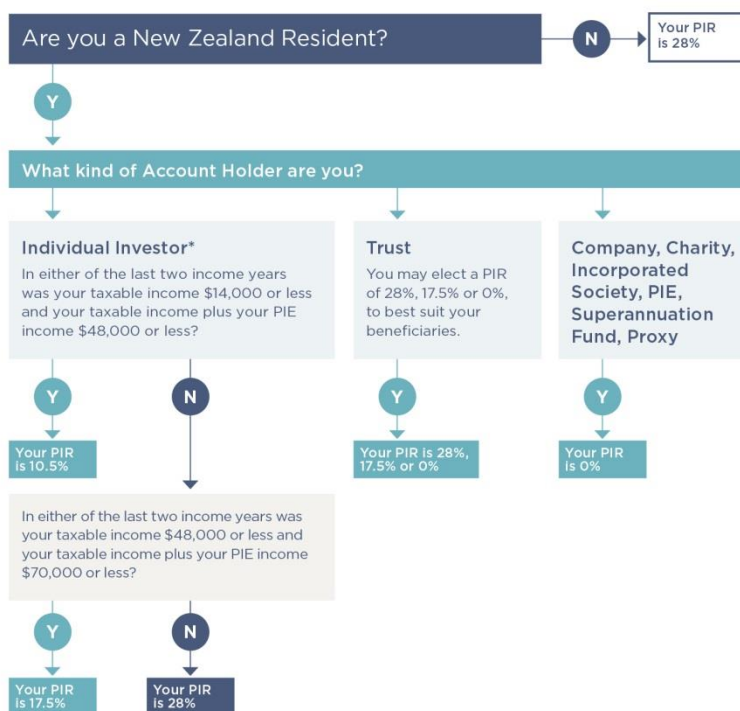 Are you a New Zealand Resident?
N
Your PIR
is 28%
Y
What kind of Account Holder are you?
Individual Investor*
In either of the last two income years
was your taxable income $14,000 or less
and your taxable income plus your PIE
income $48,000 or less?
Trust
You may elect a PIR
of 28%, 17.5% or 0%,
to best suit your
beneficiaries.
Company, Charity,
Incorporated
Society, PIE,
Superannuation
Fund, Proxy
Y
N
Y
Y
Your PIR
is 10.5%
Your PIR is 28%,
17.5% or 0%
Your PIR
is 0%
In either of the last two income years was
your taxable income $48,000 or less and
your taxable income plus your PIE income
$70,000 or less?
Y
N
Your PIR
is 17.5%
Your PIR
is 28%